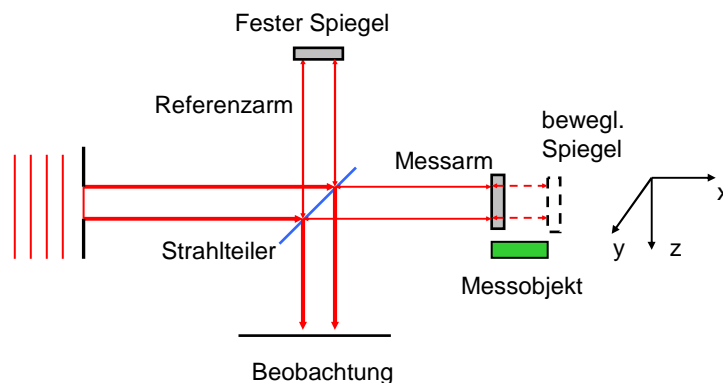 Fester Spiegel
Referenzarm
bewegl.
Spiegel
Messarm
x
Strahlteiler
y
z
Messobjekt
Beobachtung